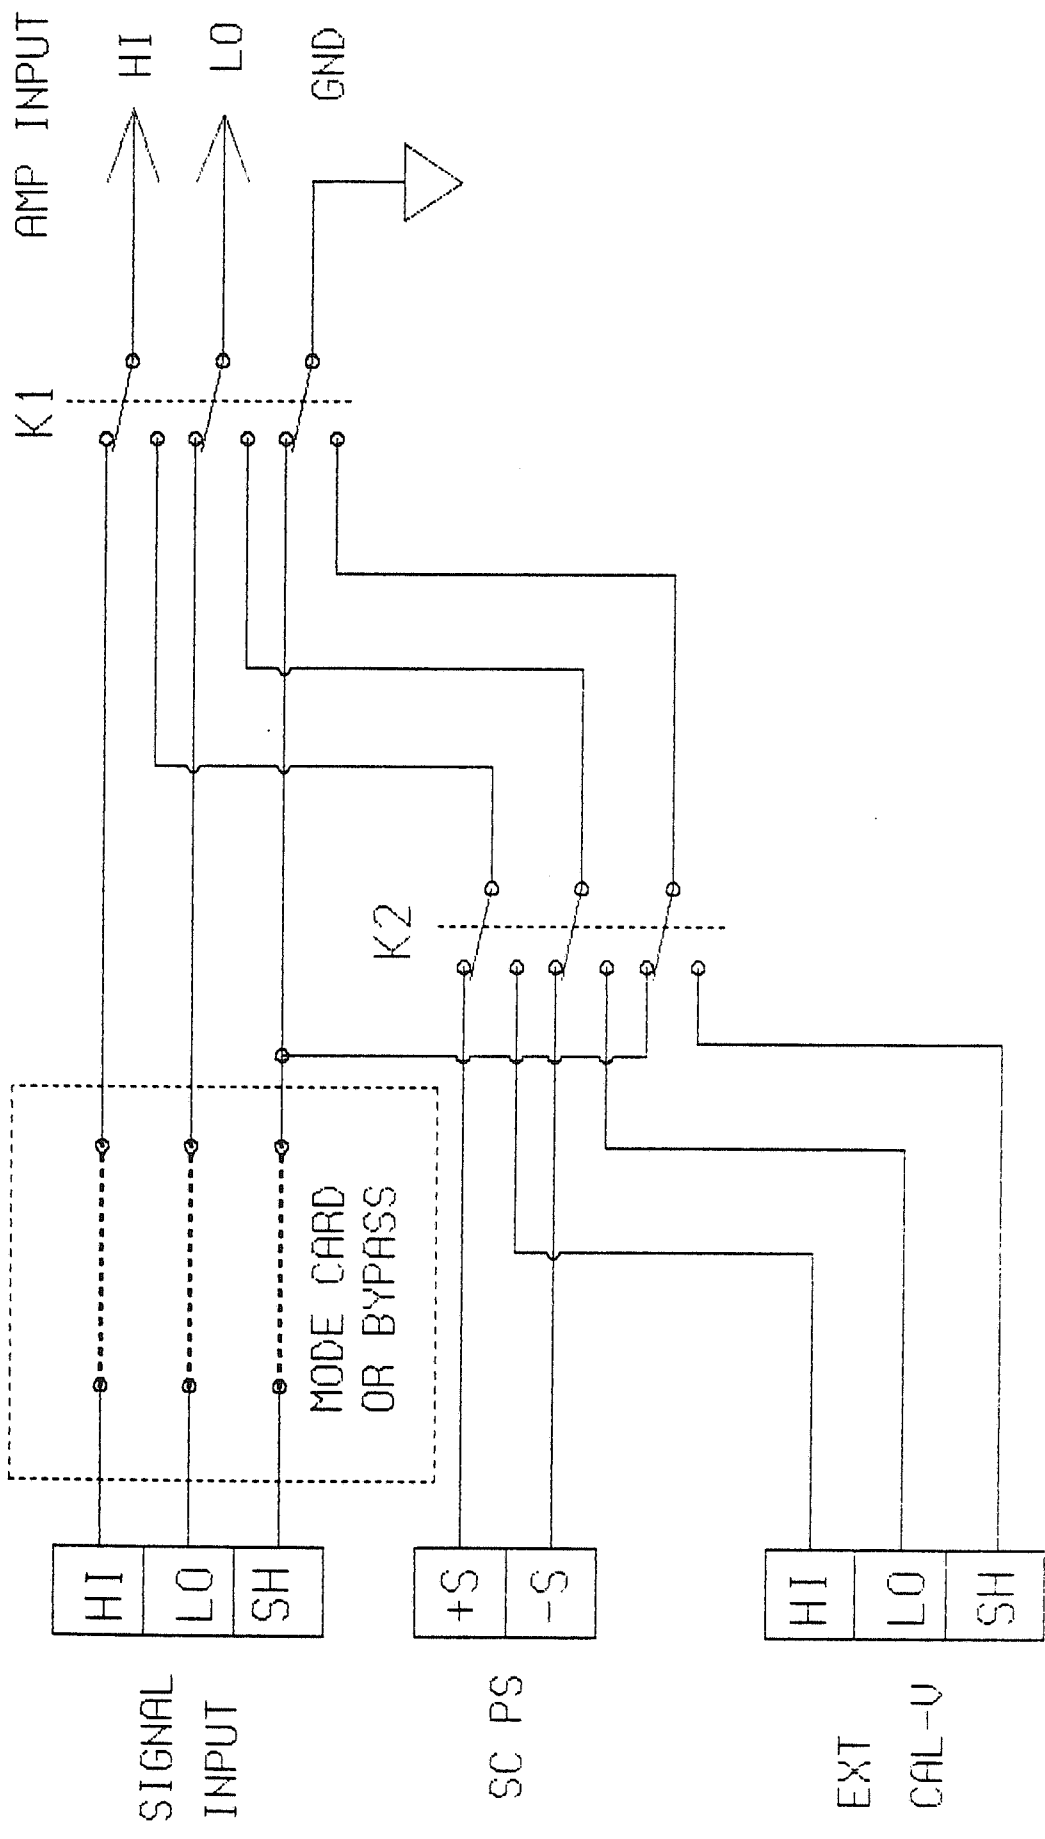 AMP INPUT
HI
LO
GND
K1
K2
MODE CARD
OR BYPASS
SIGNAL
INPUT
HI
LO
SH
SC PS
+S
-S
EXT
CAL-V
HI
LO
SH